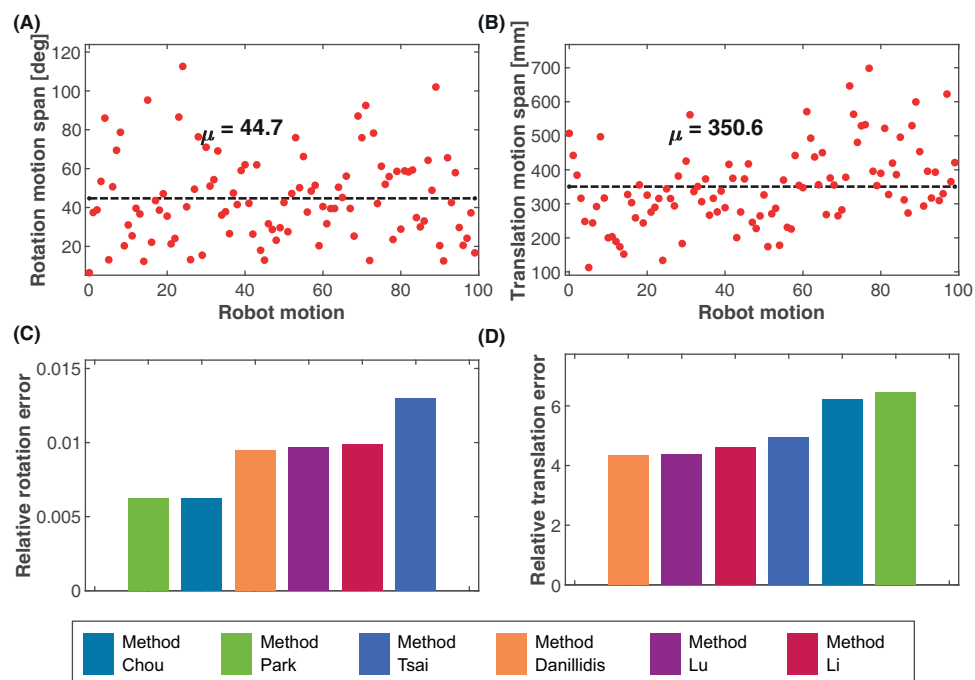 (A)
Rotation motion span [deg]
120
100
80
60
40
20
μ = 44.7
0 20 40 60 80 100
Robot motion
(B)
Translation motion span [mm]
700
600
500
400
300
200
100
μ = 350.6
0 20 40 60 80 100
Robot motion
(C)
Relative rotation error
0.015
0.01
0.005
0
(D)
Relative translation error
6
4
2
0
Method Chou
Method Park
Method Tsai
Method Danillidis
Method Lu
Method Li